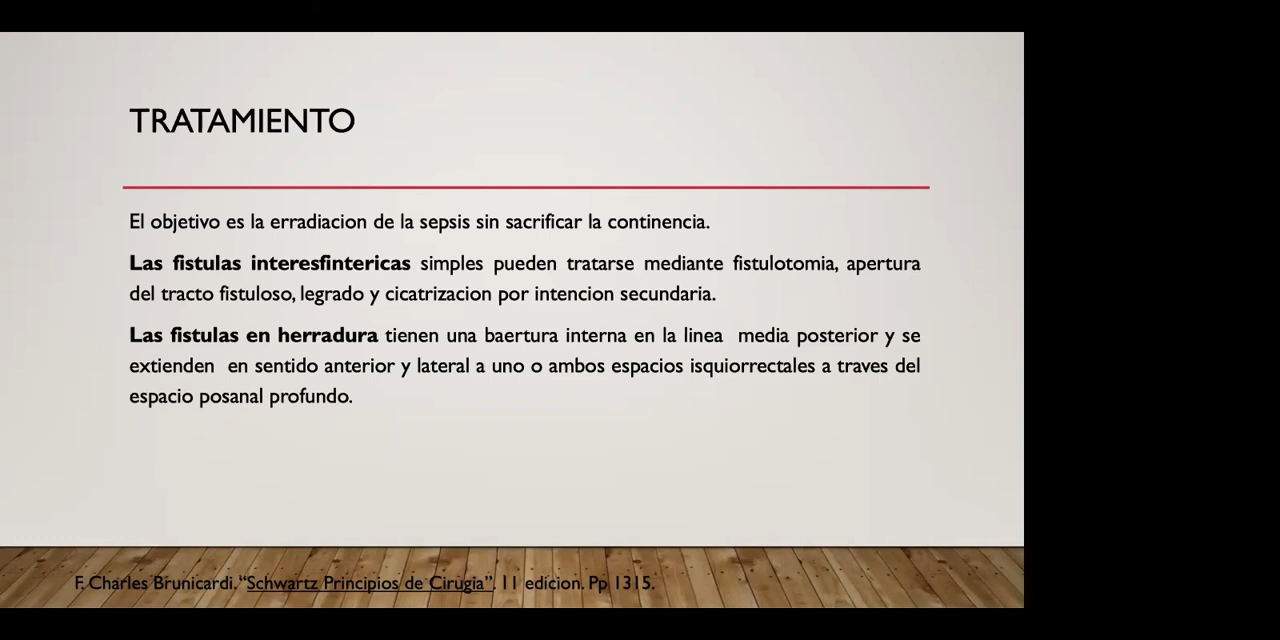 TRATAMIENTO
El objetivo es la erradiacion de la sepsis sin sacrificar la continencia.
Las fistulas interesfintericas simples pueden tratarse mediante fistulotomia, apertura
del tracto fistuloso, legrado y cicatrizacion por intencion secundaria.
Las fistulas en herradura tienen una baertura interna en la linea media posterior y se
extienden en sentido anterior y lateral a uno o ambos espacios isquiorrectales a traves del
espacio posanal profundo.
F. Charles Brunicardi. “Schwartz Principios de Cirugia”. 11 edicion. Pp 1315.